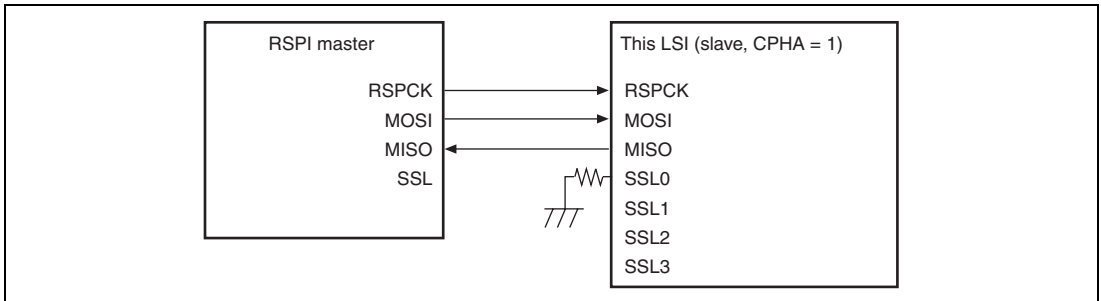 RSPI master
RSPCK
MOSI
MISO
SSL
This LSI (slave, CPHA = 1)
RSPCK
MOSI
MISO
SSL0
SSL1
SSL2
SSL3